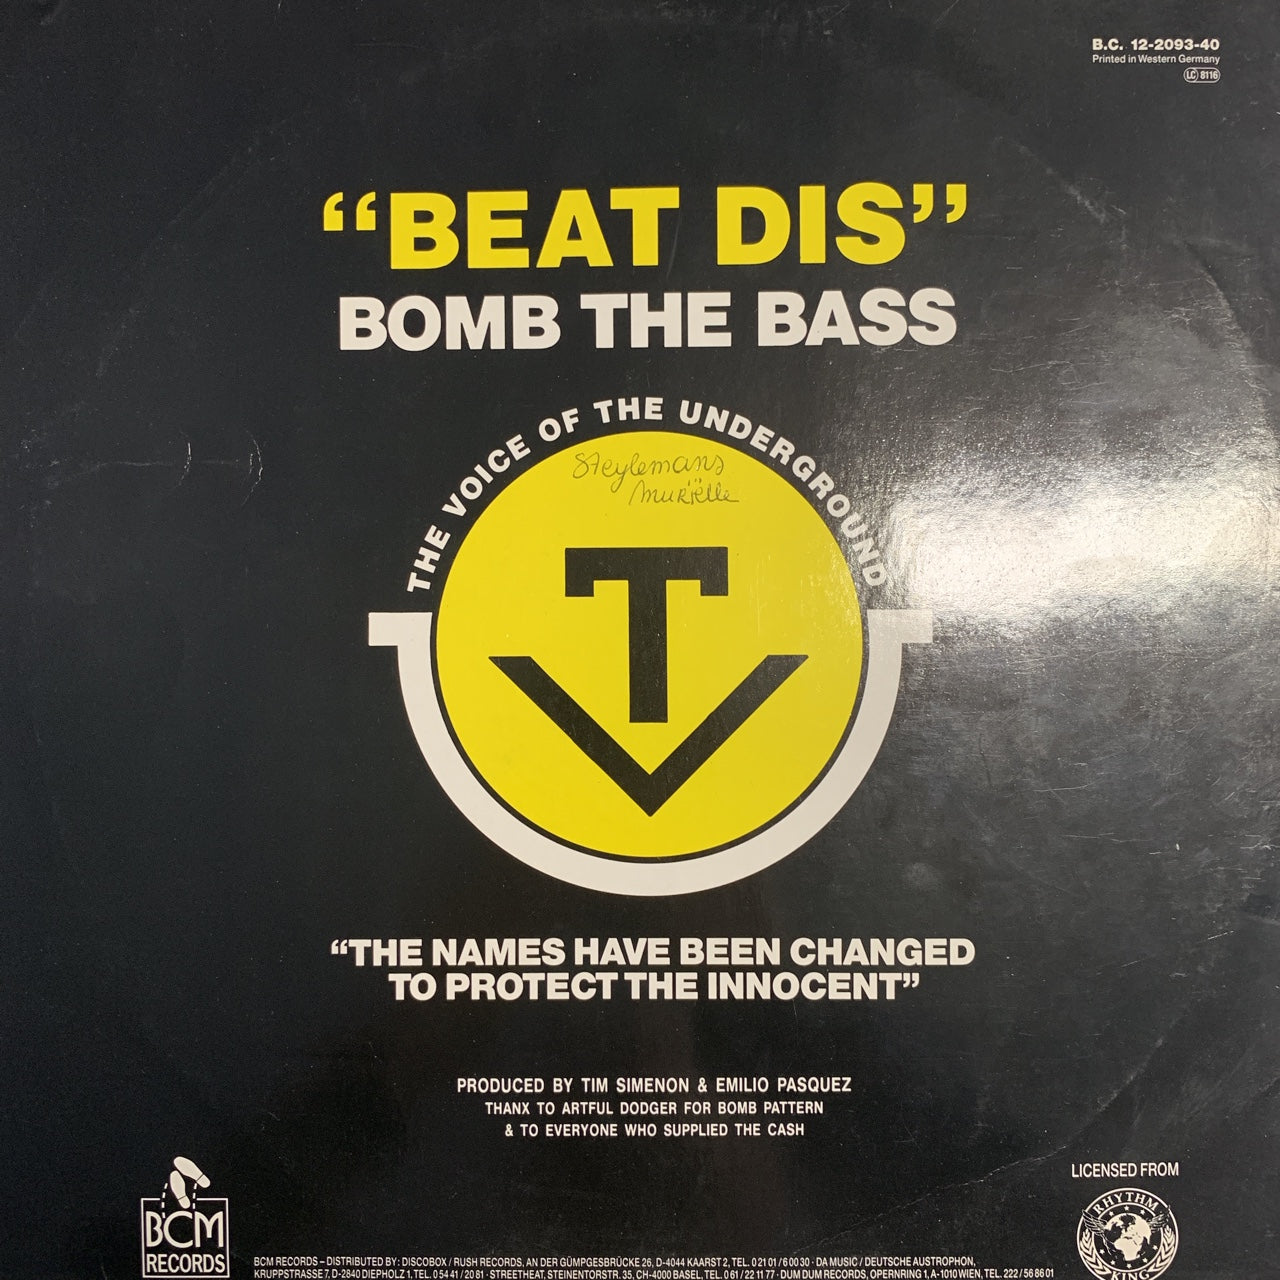 B.C. 12-2093-40
Printed in Western Germany
LC 8116
“BEAT DIS”
BOMB THE BASS
THE VOICE OF THE UNDERGROUND
Steylemans
Muriëlle
T
“THE NAMES HAVE BEEN CHANGED
TO PROTECT THE INNOCENT”
PRODUCED BY TIM SIMENON & EMILIO PASQUEZ
THANX TO ARTFUL DODGER FOR BOMB PATTERN
& TO EVERYONE WHO SUPPLIED THE CASH
BCM
RECORDS
LICENSED FROM
RHYTHM
KING
BCM RECORDS – DISTRIBUTED BY: DISCOBOX / RUSH RECORDS, AN DER GÜMPGESBRÜCKE 26, D-4044 KAARST 2, TEL. 0 21 01 / 6 00 30 · DA MUSIC / DEUTSCHE AUSTROPHON,
KRUPPSTRASSE 7, D-2840 DIEPHOLZ 1, TEL. 0 54 41 / 20 81 · STREETHEAT, STEINENTORSTR. 35, CH-4000 BASEL, TEL. 0 61 / 22 11 77 · DUM DUM RECORDS, OPERNRING 1, A-1010 WIEN, TEL. 222 / 56 86 01